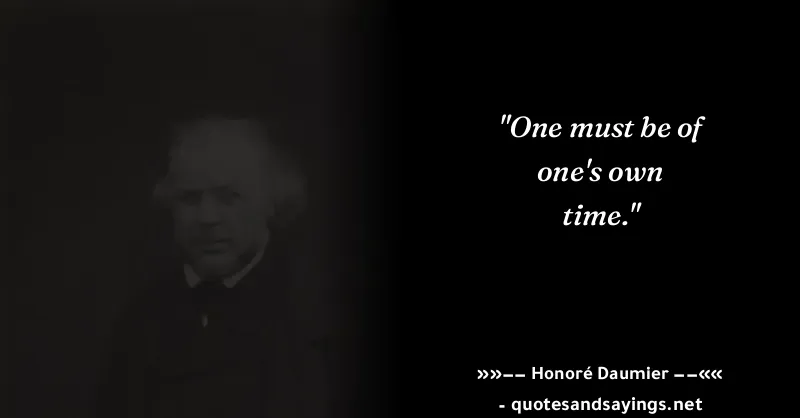 "One must be of
one's own
time."
»»−− Honoré Daumier −−««
- quotesandsayings.net